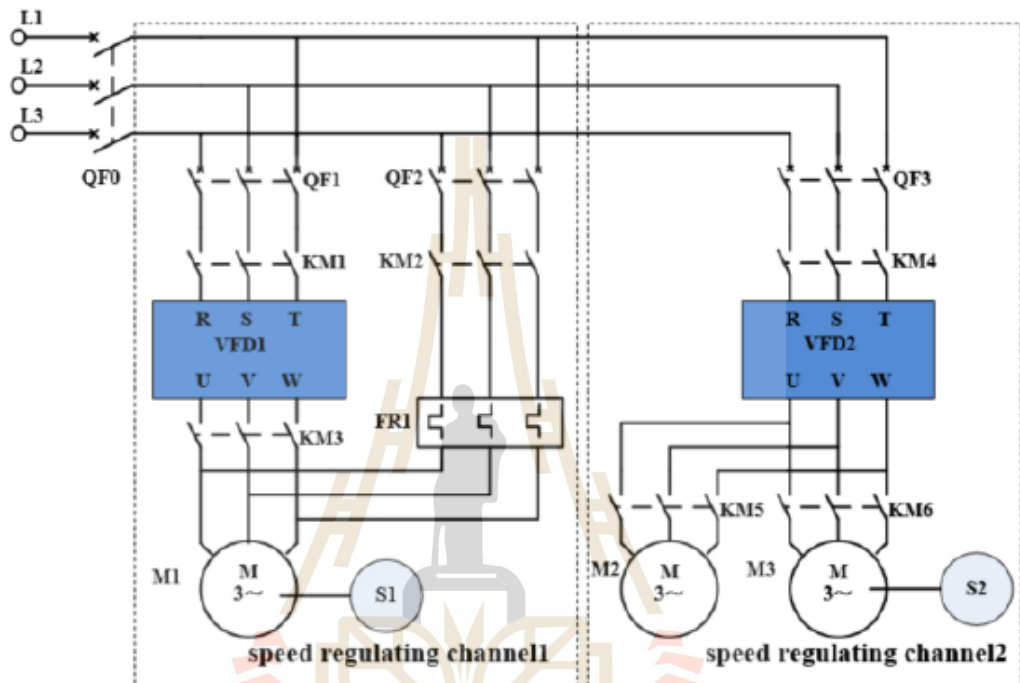 L1
L2
L3
QF0
QF1
QF2
QF3
KM1
KM2
KM4
R S T
VFD1
U V W
R S T
VFD2
U V W
FR1
KM3
KM5
KM6
M1
M
3~
S1
M2
M
3~
M3
M
3~
S2
speed regulating channel1
speed regulating channel2